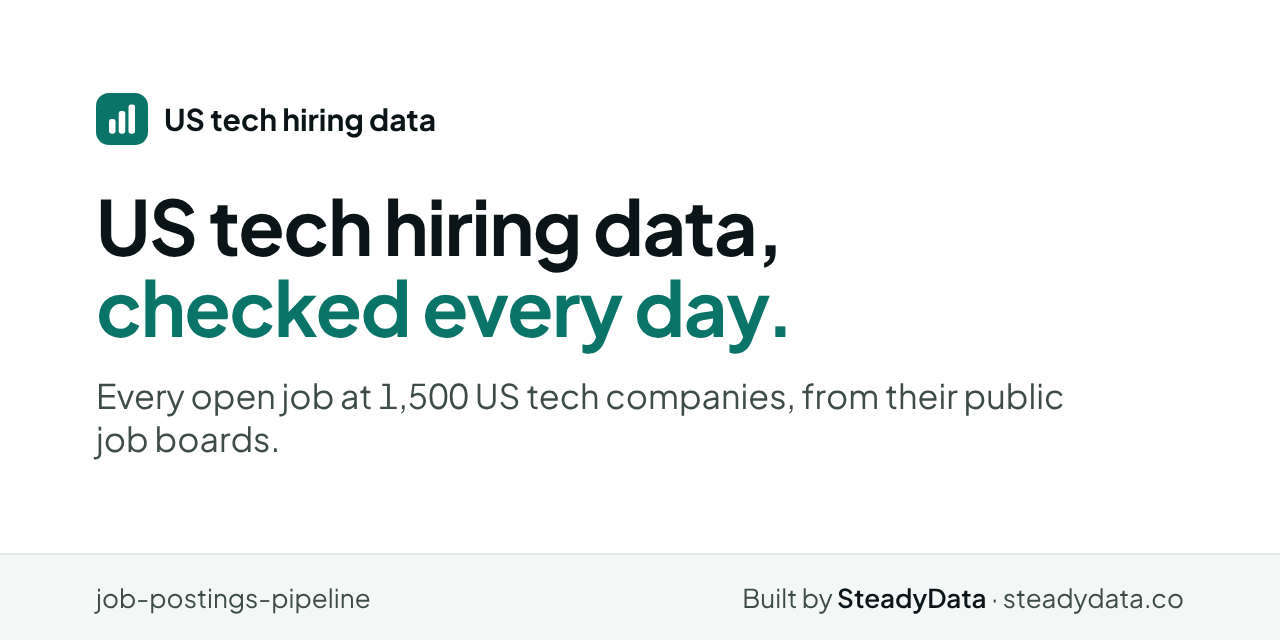 US tech hiring data
US tech hiring data,
checked every day.
Every open job at 1,500 US tech companies, from their public
job boards.
job-postings-pipeline
Built by SteadyData · steadydata.co